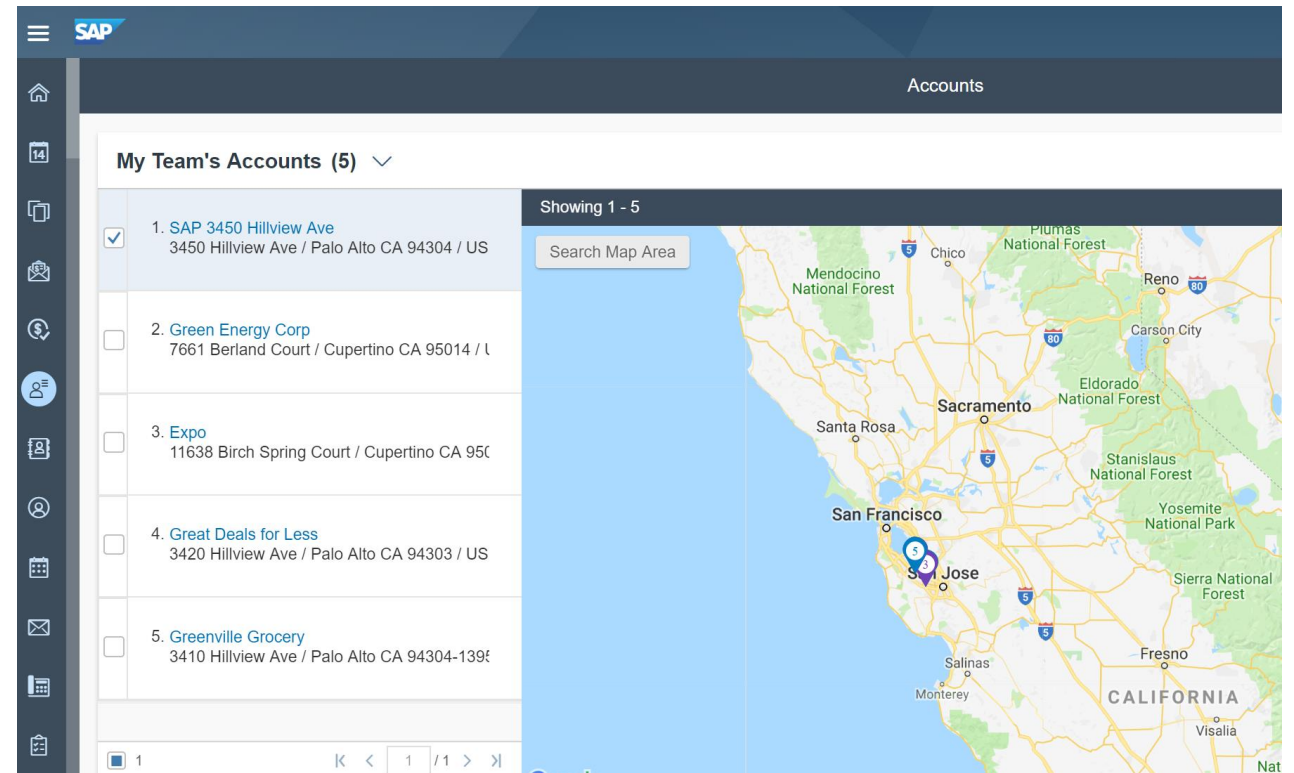 SAP
Accounts
14
My Team's Accounts (5)
1. SAP 3450 Hillview Ave
3450 Hillview Ave / Palo Alto CA 94304 / US
2. Green Energy Corp
7661 Berland Court / Cupertino CA 95014 /
3. Expo
11638 Birch Spring Court / Cupertino CA
4. Great Deals for Less
3420 Hillview Ave / Palo Alto CA 94303 / US
5. Greenville Grocery
3410 Hillview Ave / Palo Alto CA
1
1 / 1
Showing 1 - 5
Search Map Area
Plumas
National Forest
5
Chico
Mendocino
National Forest
Reno
80
Carson City
80
Eldorado
National Forest
Sacramento
Santa Rosa
5
Stanislaus
National Forest
San Francisco
Yosemite
National Park
5
3
Jose
Sierra National
Forest
5
5
Fresno
Salinas
Monterey
CALIFORNIA
Visalia